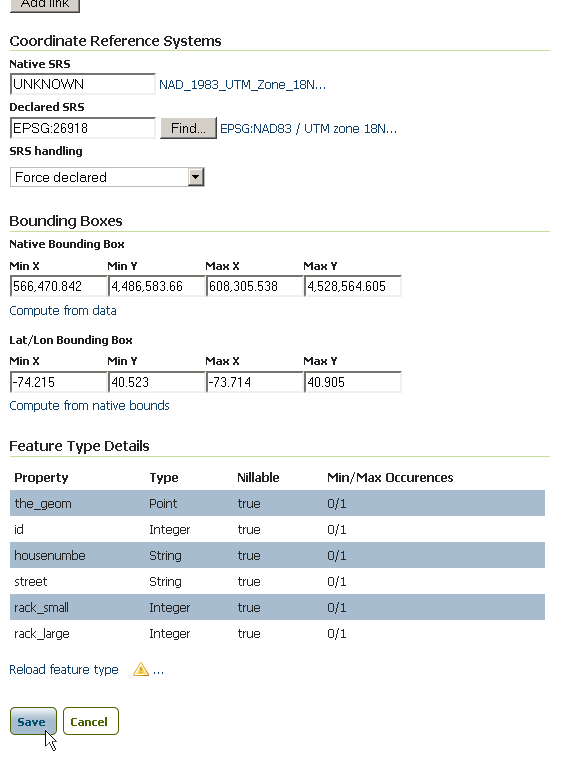 Add link
Coordinate Reference Systems
Native SRS
UNKNOWN NAD_1983_UTM_Zone_18N...
Declared SRS
EPSG:26918 Find... EPSG:NAD83 / UTM zone 18N...
SRS handling
Force declared
Bounding Boxes
Native Bounding Box
Min X Min Y Max X Max Y
566,470.842 4,486,583.66 608,305.538 4,528,564.605
Compute from data
Lat/Lon Bounding Box
Min X Min Y Max X Max Y
-74.215 40.523 -73.714 40.905
Compute from native bounds
Feature Type Details
Property Type Nillable Min/Max Occurences
the_geom Point true 0/1
id Integer true 0/1
housenumbe String true 0/1
street String true 0/1
rack_small Integer true 0/1
rack_large Integer true 0/1
Reload feature type ...
Save Cancel